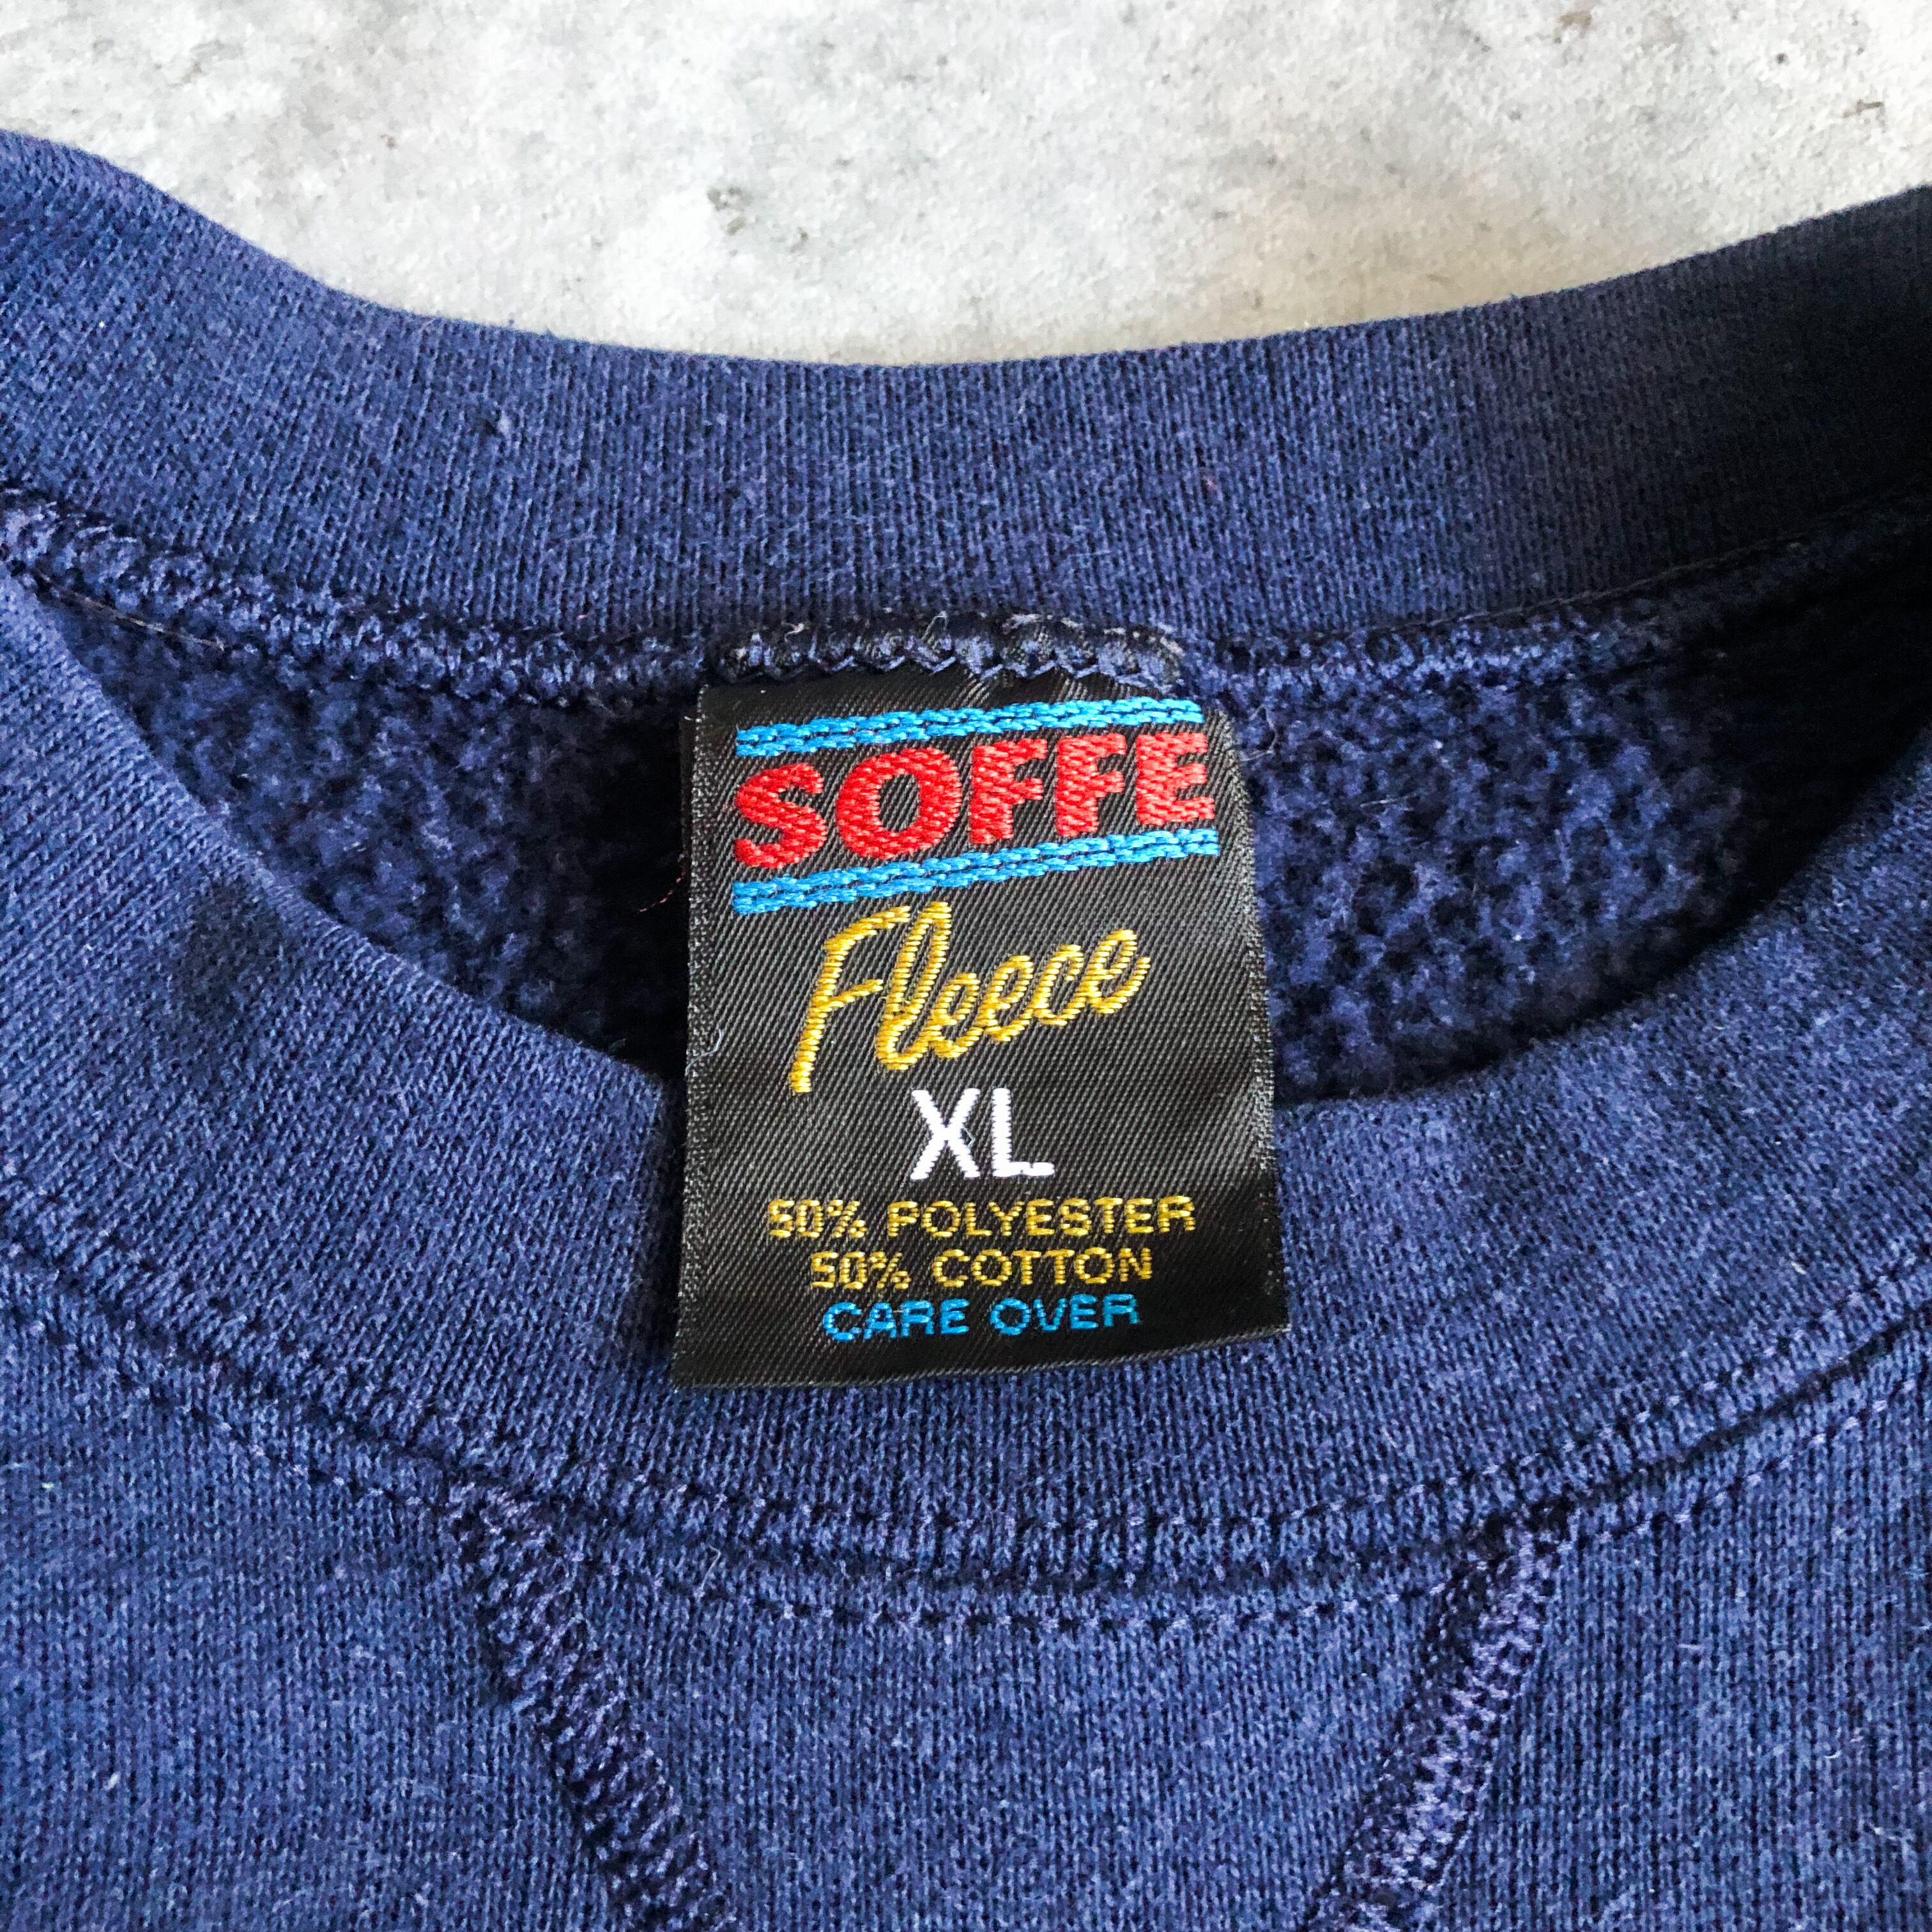 SOFFE
Fleece
XL
50% POLYESTER
50% COTTON
CARE OVER